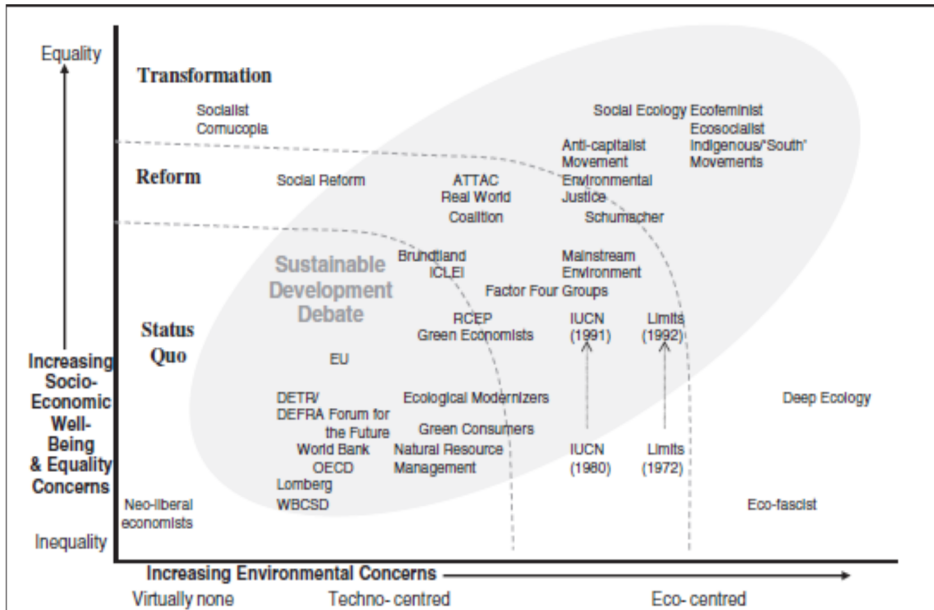 Equality
Transformation
Socialist
Cornucopia
Social Ecology Ecofeminist
Ecosocialist
Indigenous/"South"
Movements
Anti-capitalist
Movement
Environmental
Justice
Reform
Social Reform
ATTAC
Real World
Coalition
Schumacher
Brundtland
ICLEI
Mainstream
Environment
Sustainable
Development
Debate
Factor Four Groups
Status
Quo
RCEP
Green Economists
IUCN
(1991)
Limits
(1992)
EU
Increasing
Socio-
Economic
Well-
Being
& Equality
Concerns
DETR/
DEFRA Forum for
the Future
Ecological Modernizers
Green Consumers
Deep Ecology
World Bank
OECD
Natural Resource
Management
IUCN
(1980)
Limits
(1972)
Lomberg
WBCSD
Neo-liberal
economists
Eco-fascist
Inequality
Increasing Environmental Concerns
Virtually none
Techno- centred
Eco- centred